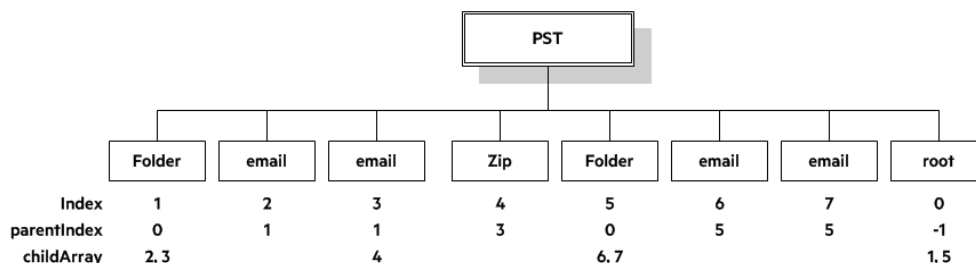 PST
Folder email email Zip Folder email email root
Index 1 2 3 4 5 6 7 0
parentIndex 0 1 1 3 0 5 5 -1
childArray 2, 3 4 6, 7 1, 5